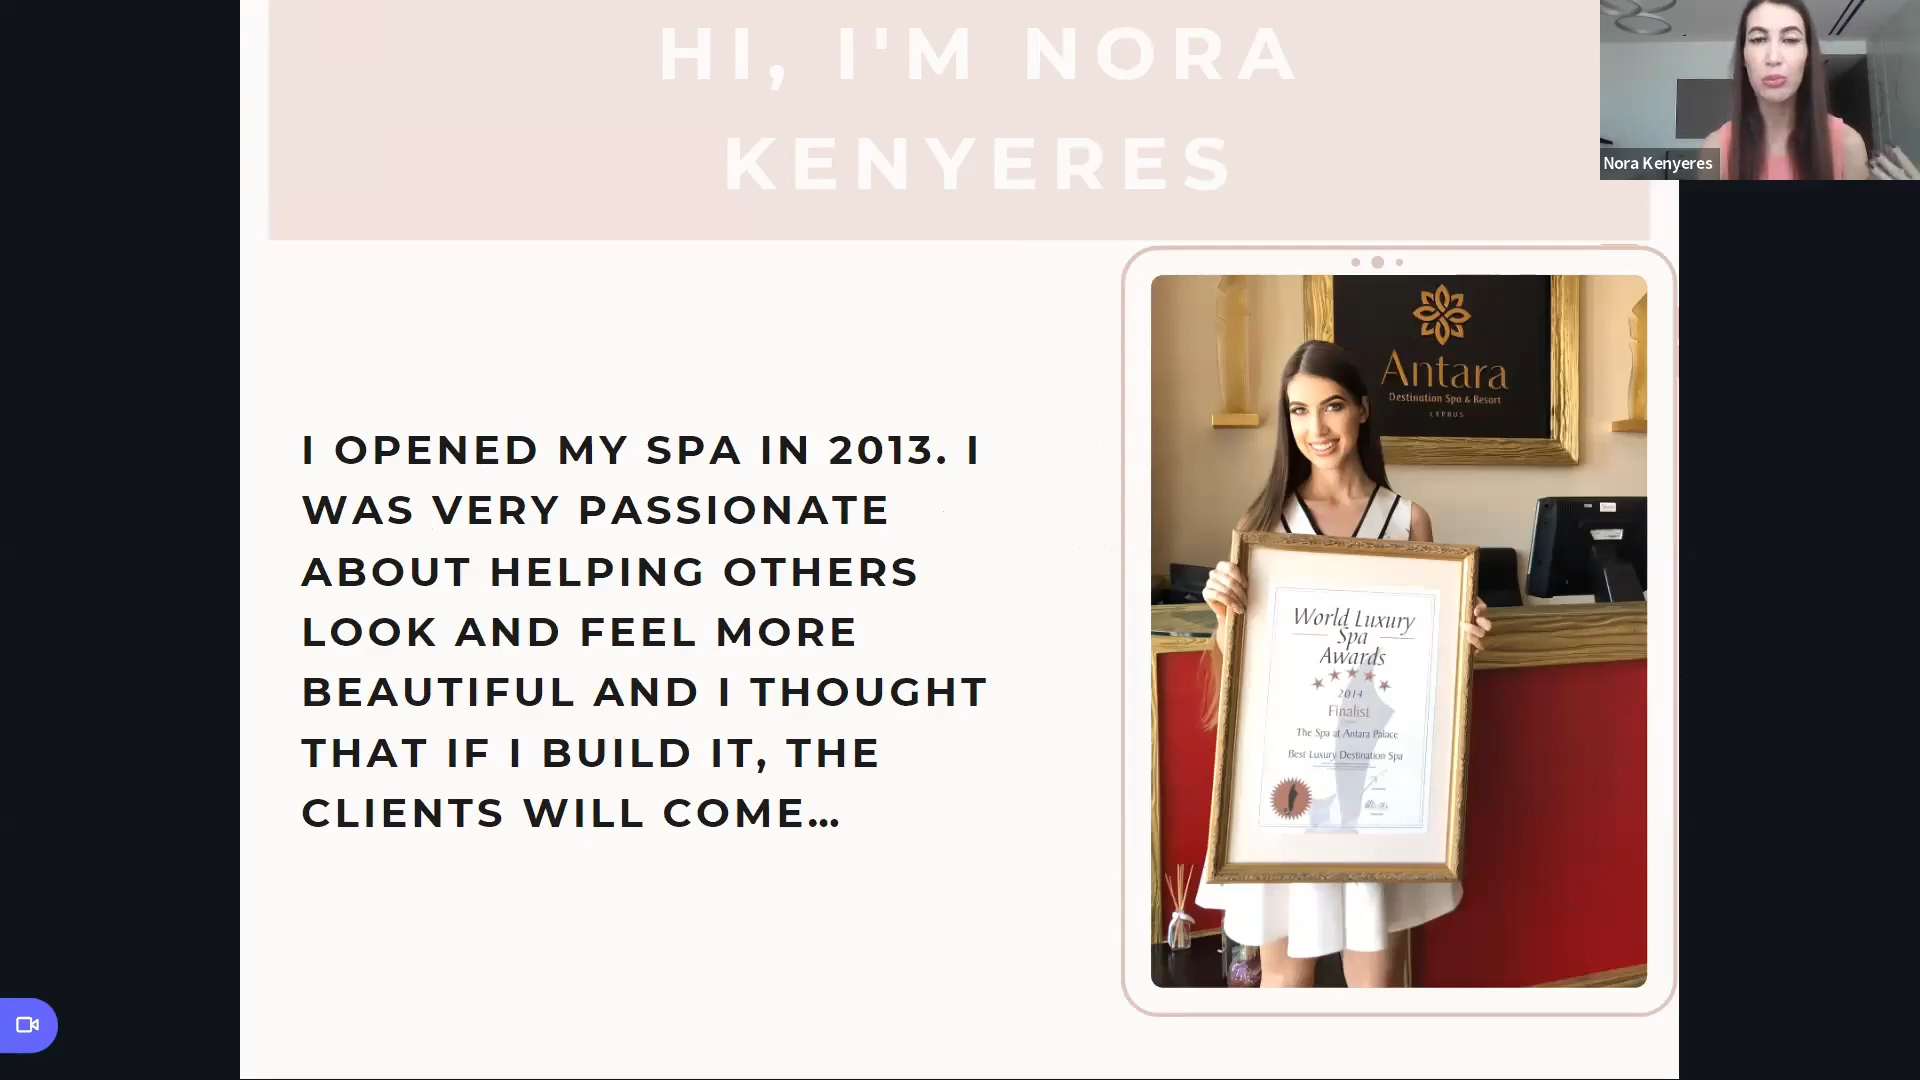 HI, I'M NORA
KENYERES
Nora Kenyeres
I OPENED MY SPA IN 2013. I
WAS VERY PASSIONATE
ABOUT HELPING OTHERS
LOOK AND FEEL MORE
BEAUTIFUL AND I THOUGHT
THAT IF I BUILD IT, THE
CLIENTS WILL COME...
Antara
Destination Spa & Resort
CYPRUS
World Luxury
Spa
Awards
2014
Finalist
The Spa at Antara Palace
Best Luxury Destination Spa